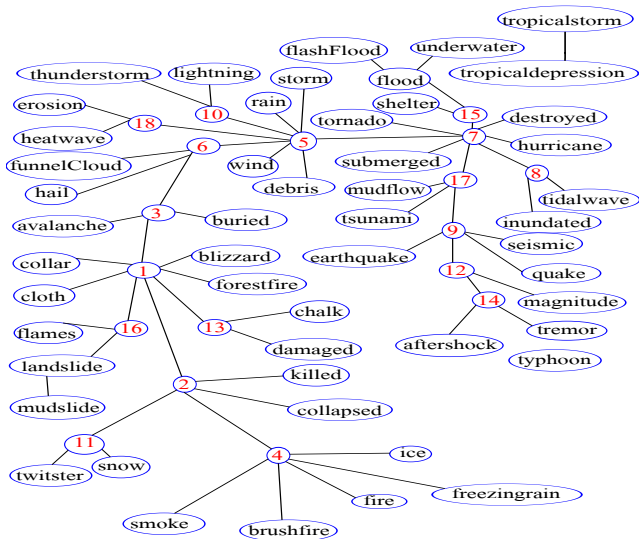 tropicalstorm
flashFlood
underwater
thunderstorm
lightning
storm
flood
tropicaldepression
erosion
rain
shelter
18
10
15
tornado
destroyed
heatwave
6
5
7
hurricane
funnelCloud
wind
submerged
8
hail
debris
mudflow
17
tidalwave
avalanche
3
buried
tsunami
inundated
9
seismic
collar
blizzard
earthquake
1
12
quake
cloth
forestfire
magnitude
14
flames
16
13
chalk
tremor
damaged
aftershock
landslide
typhoon
killed
2
mudslide
collapsed
11
4
ice
twitster
snow
freezingrain
fire
smoke
brushfire